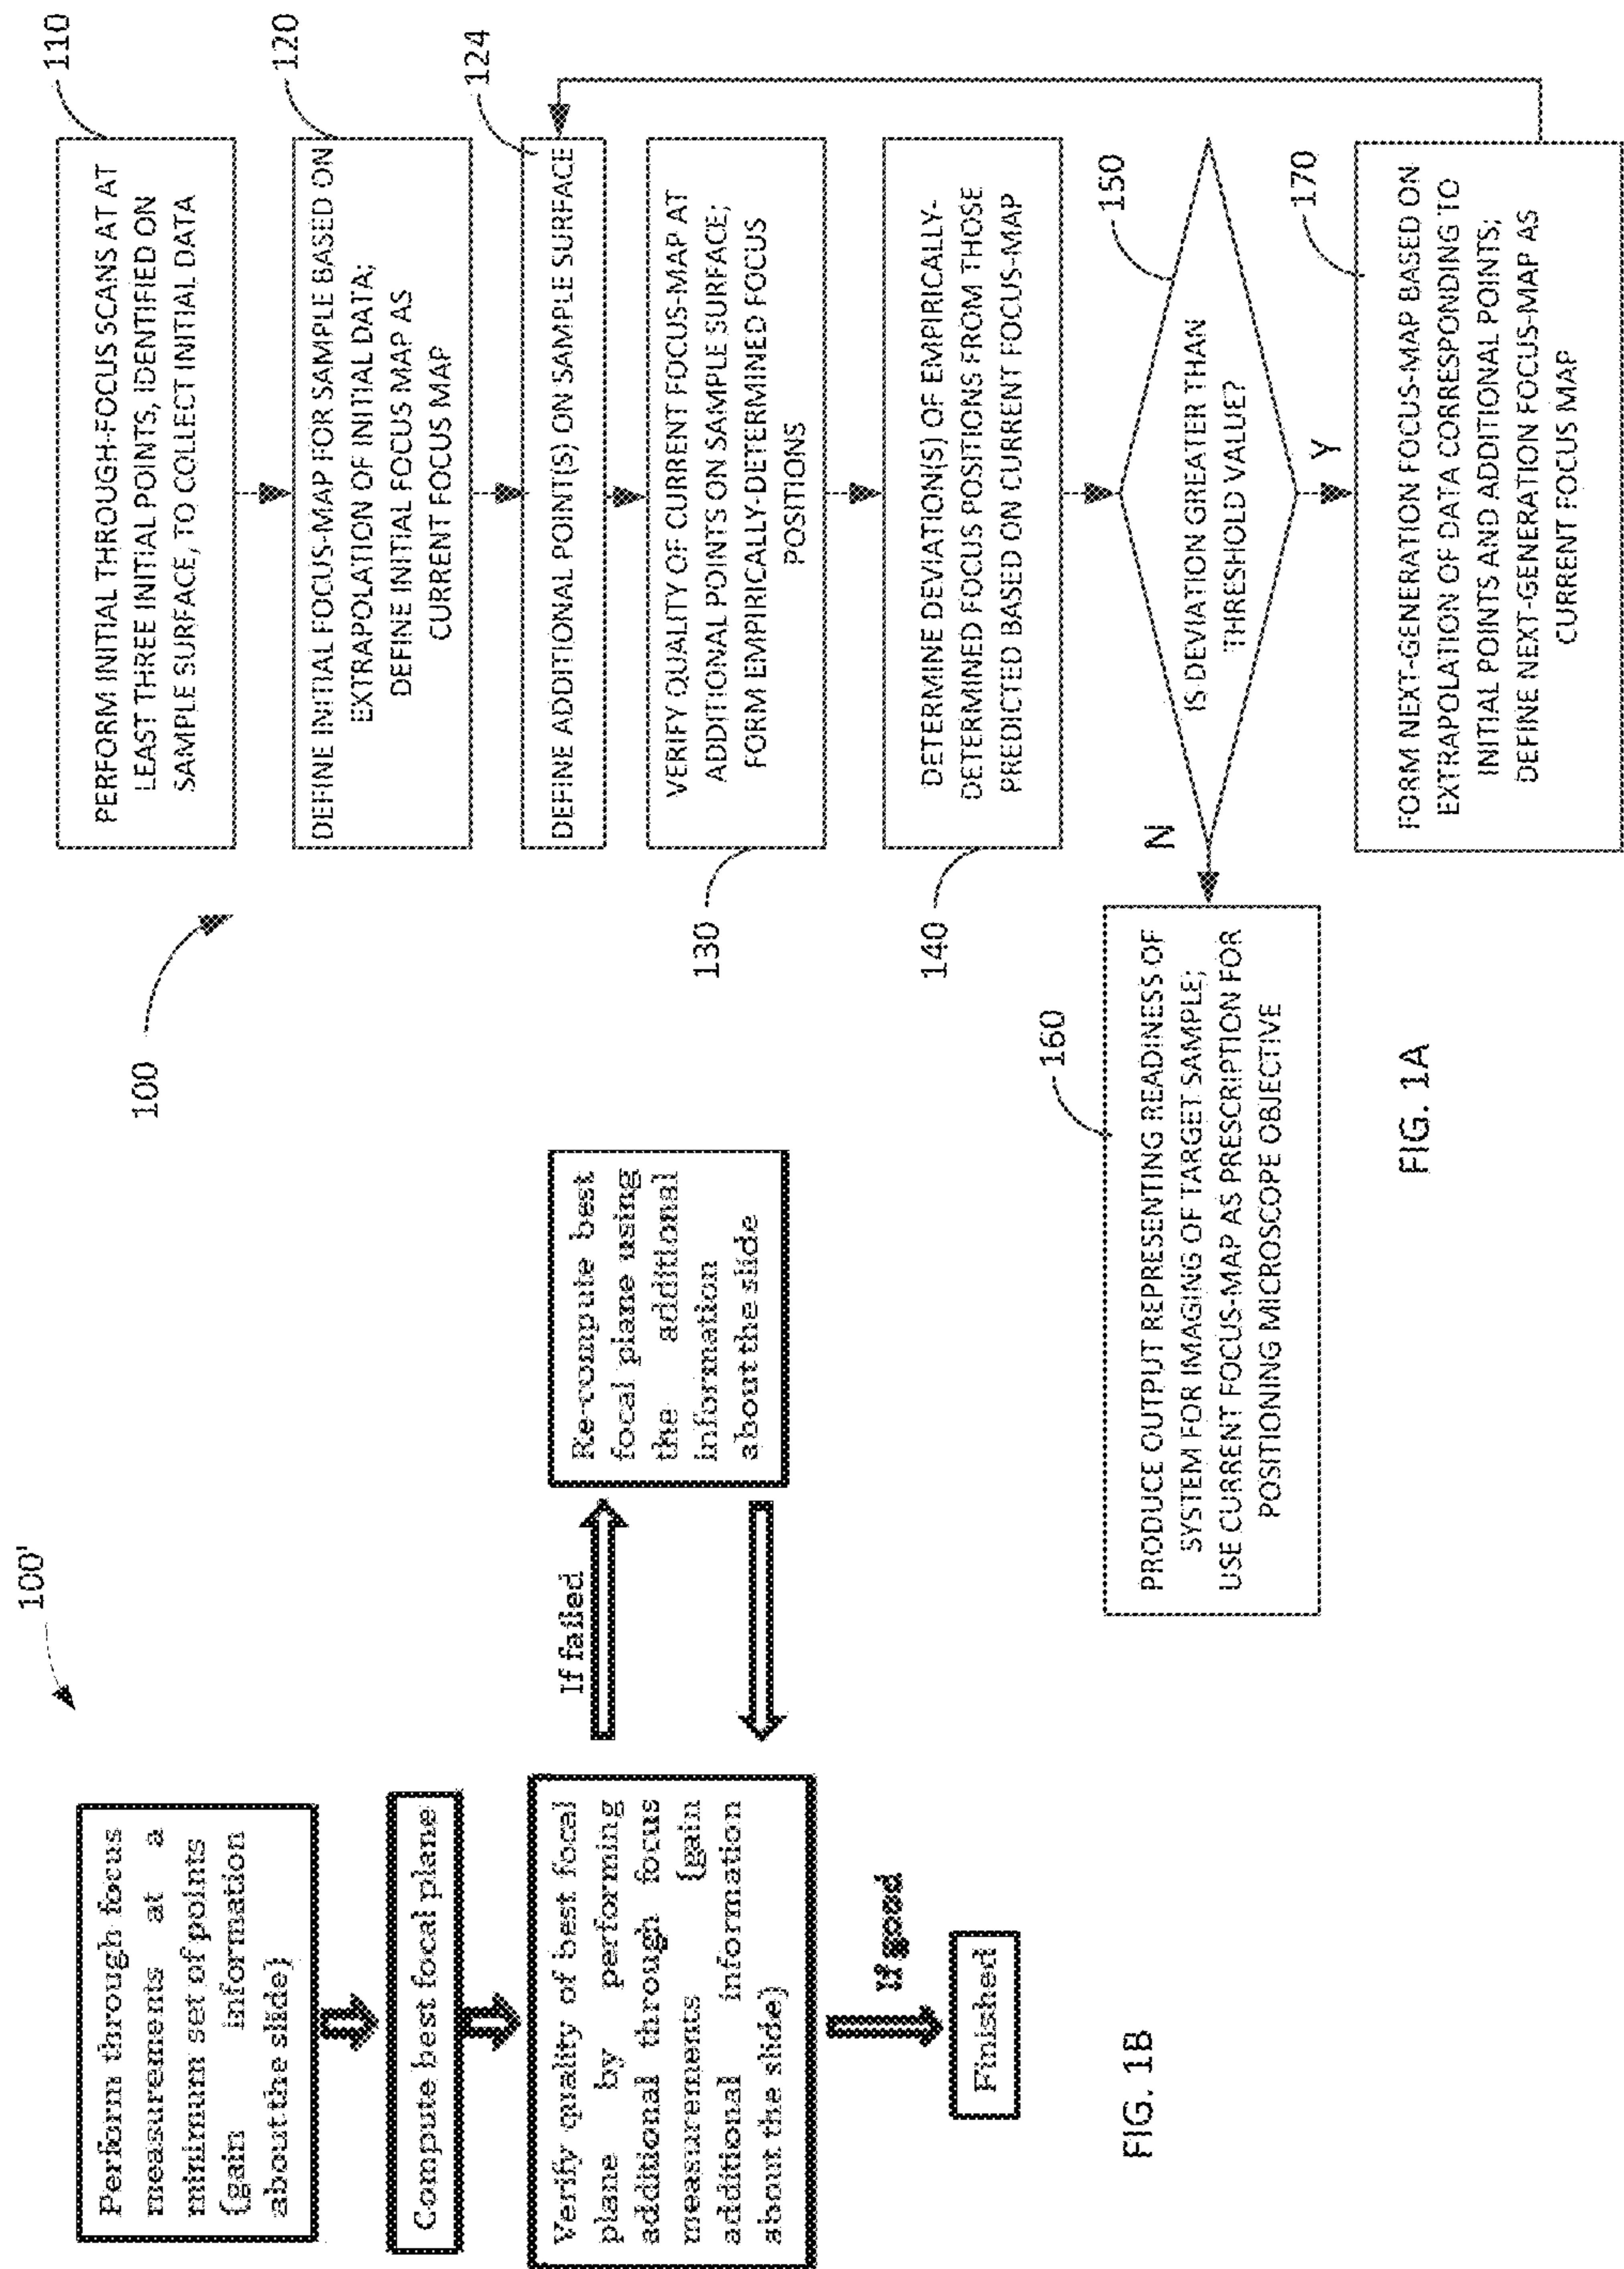 100'
Perform through focus
measurements at a
minimum set of points
(gain information
about the slide)
Compute best focal plane
Verify quality of best focal
plane by performing
additional through focus
measurements (gain
additional information
about the slide)
If failed
Re-compute best
focal plane using
the additional
information
about the slide
If good
Finished
FIG. 1B
100
110
PERFORM INITIAL THROUGH-FOCUS SCANS AT AT
LEAST THREE INITIAL POINTS, IDENTIFIED ON
SAMPLE SURFACE, TO COLLECT INITIAL DATA
120
DEFINE INITIAL FOCUS-MAP FOR SAMPLE BASED ON
EXTRAPOLATION OF INITIAL DATA;
DEFINE INITIAL FOCUS MAP AS
CURRENT FOCUS MAP
124
DEFINE ADDITIONAL POINT(S) ON SAMPLE SURFACE
130
VERIFY QUALITY OF CURRENT FOCUS-MAP AT
ADDITIONAL POINTS ON SAMPLE SURFACE;
FORM EMPIRICALLY-DETERMINED FOCUS
POSITIONS
140
DETERMINE DEVIATION(S) OF EMPIRICALLY-
DETERMINED FOCUS POSITIONS FROM THOSE
PREDICTED BASED ON CURRENT FOCUS-MAP
150
IS DEVIATION GREATER THAN
THRESHOLD VALUE?
N
Y
160
PRODUCE OUTPUT REPRESENTING READINESS OF
SYSTEM FOR IMAGING OF TARGET SAMPLE;
USE CURRENT FOCUS-MAP AS PRESCRIPTION FOR
POSITIONING MICROSCOPE OBJECTIVE
170
FORM NEXT-GENERATION FOCUS-MAP BASED ON
EXTRAPOLATION OF DATA CORRESPONDING TO
INITIAL POINTS AND ADDITIONAL POINTS;
DEFINE NEXT-GENERATION FOCUS-MAP AS
CURRENT FOCUS MAP
FIG. 1A